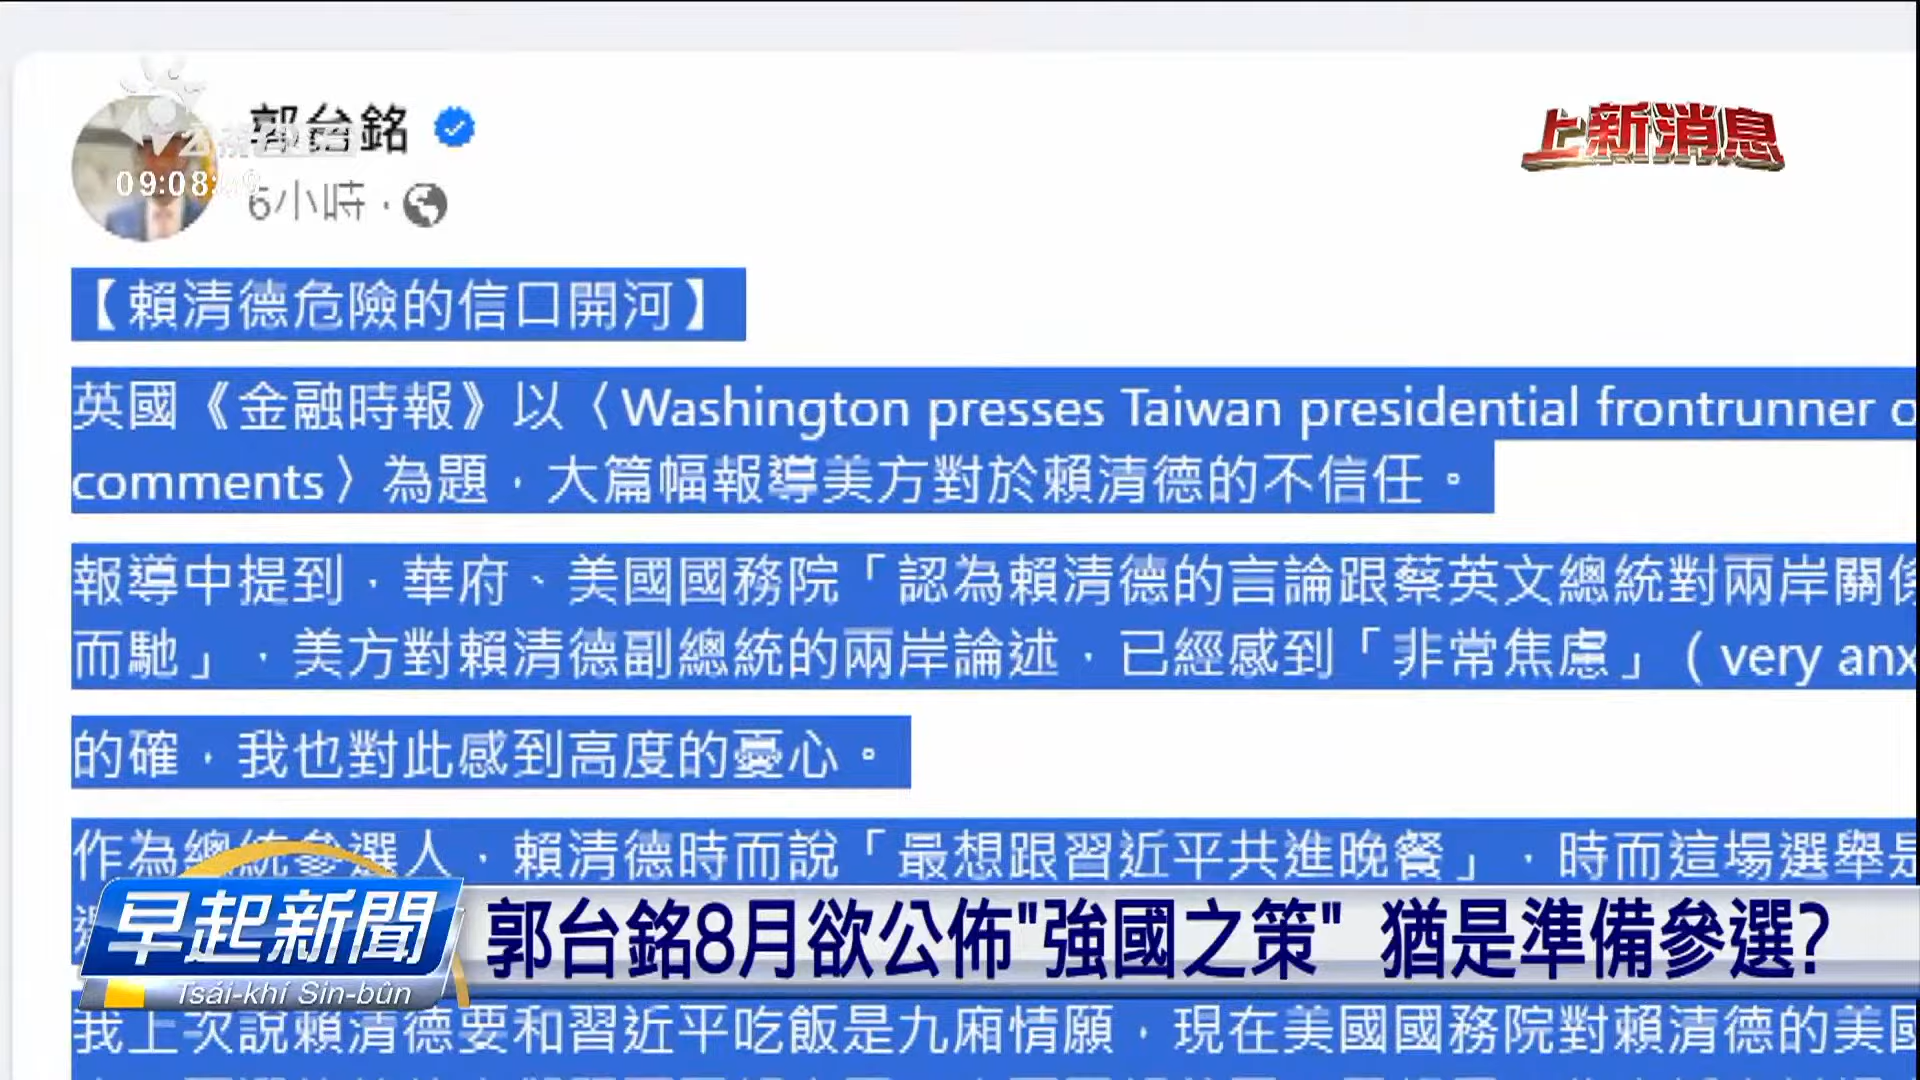 郭台銘
09:08
6小時
上新消息
【賴清德危險的信口開河】
英國《金融時報》以〈Washington presses Taiwan presidential frontrunner
comments〉為題，大篇幅報導美方對於賴清德的不信任。
報導中提到，華府、美國國務院「認為賴清德的言論跟蔡英文總統對兩岸關係
而馳」，美方對賴清德副總統的兩岸論述，已經感到「非常焦慮」（very
的確，我也對此感到高度的憂心。
作為總統參選人，賴清德時而說「最想跟習近平共進晚餐」，時而這場選舉是
早起新聞
Tsái-khí Sin-bûn
郭台銘8月欲公佈"強國之策" 猶是準備參選?
我上次說賴清德要和習近平吃飯是九廂情願，現在美國國務院對賴清德的美國